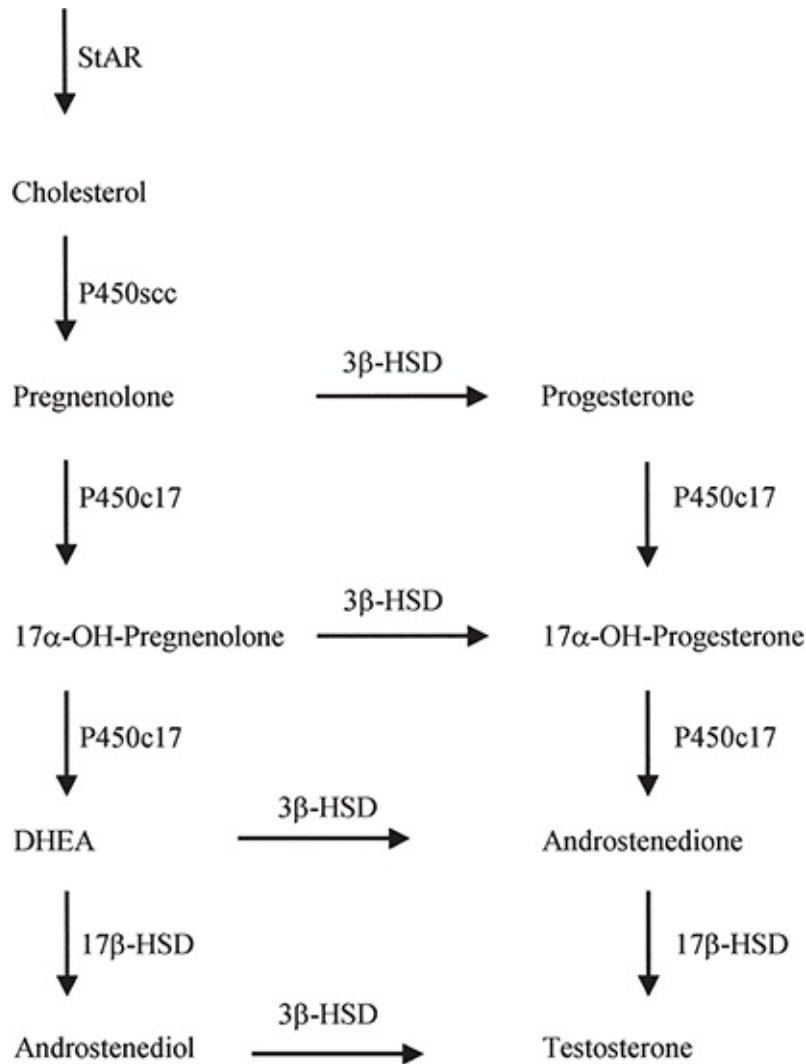 StAR
Cholesterol
P450scc
3β-HSD
Pregnenolone
Progesterone
P450c17
P450c17
3β-HSD
17α-OH-Pregnenolone
17α-OH-Progesterone
P450c17
P450c17
3β-HSD
DHEA
Androstenedione
17β-HSD
17β-HSD
3β-HSD
Androstenediol
Testosterone